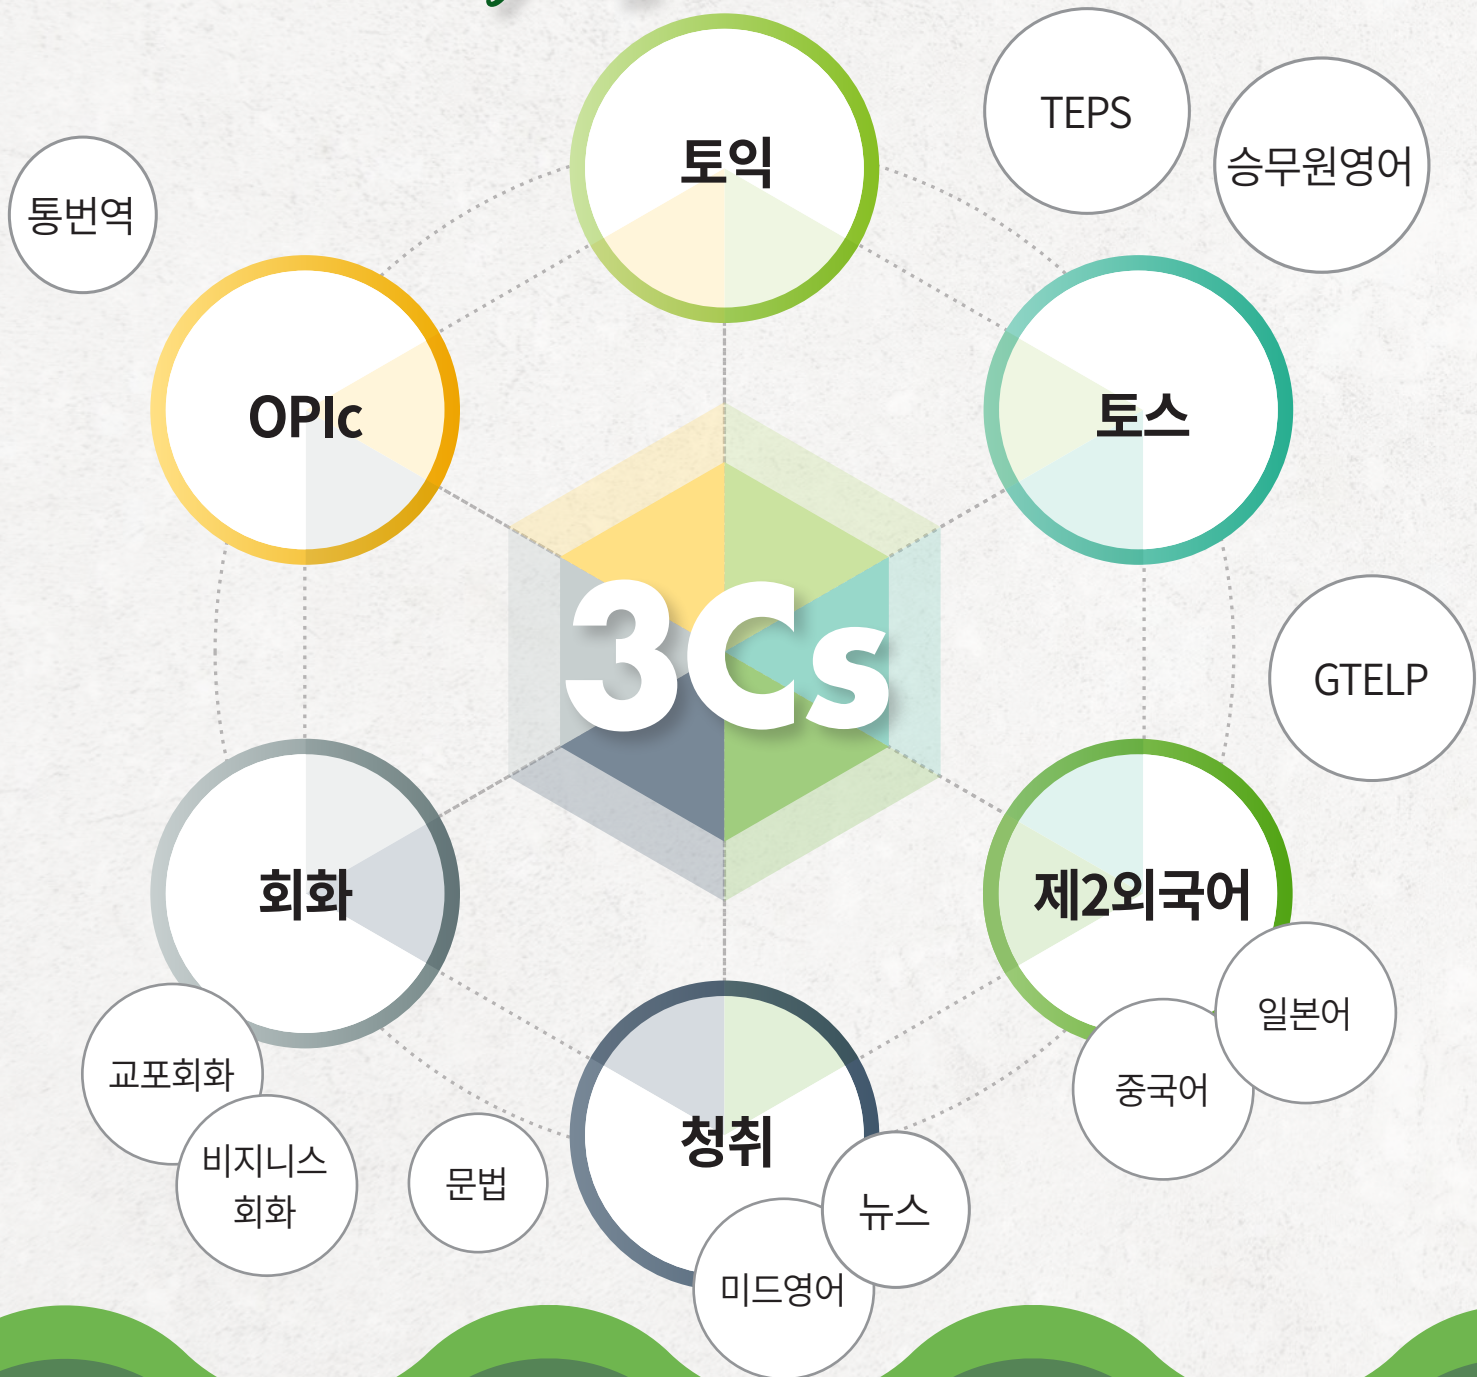 TEPS
승무원영어
토익
통번역
OPIc
토스
3Cs
GTELP
회화
제2외국어
일본어
교포회화
중국어
청취
비지니스
회화
문법
뉴스
미드영어